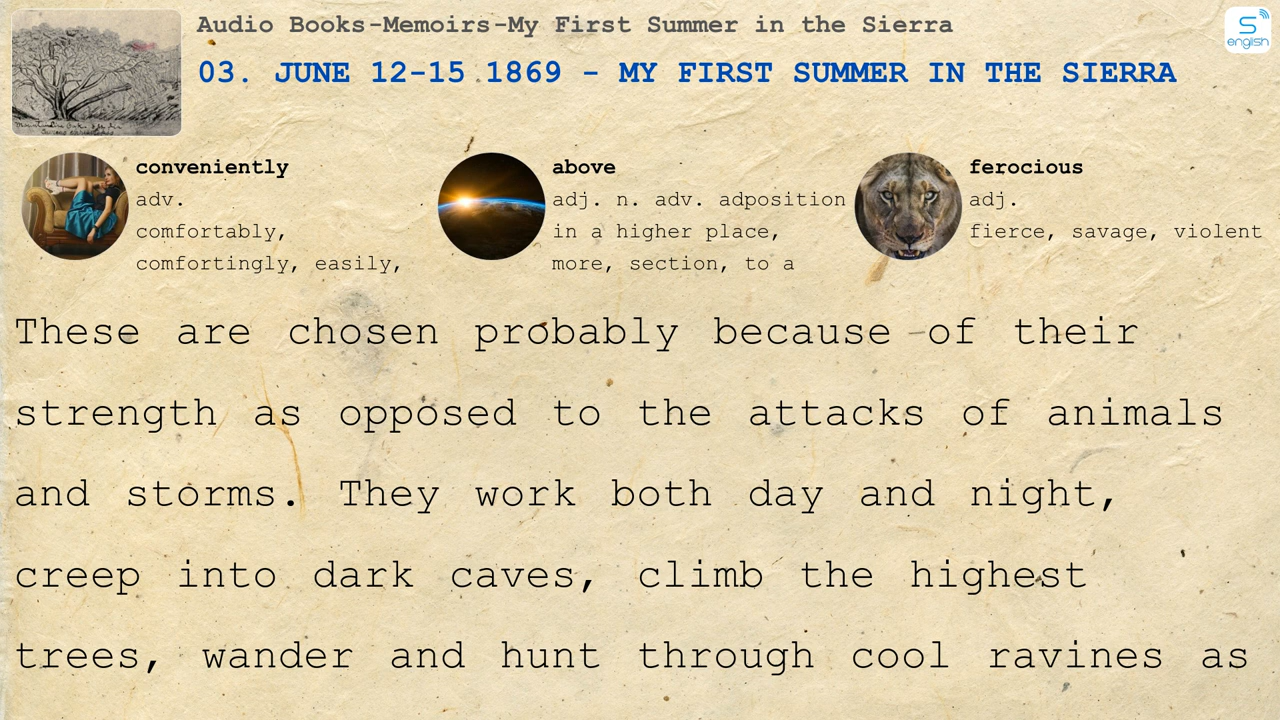 Audio Books-Memoirs-My First Summer in the Sierra
03. JUNE 12-15 1869 - MY FIRST SUMMER IN THE SIERRA
S
english
conveniently
adv.
comfortably,
comfortingly, easily,
above
adj. n. adv. adposition
in a higher place,
more, section, to a
ferocious
adj.
fierce, savage, violent
These are chosen probably because of their
strength as opposed to the attacks of animals
and storms. They work both day and night,
creep into dark caves, climb the highest
trees, wander and hunt through cool ravines as